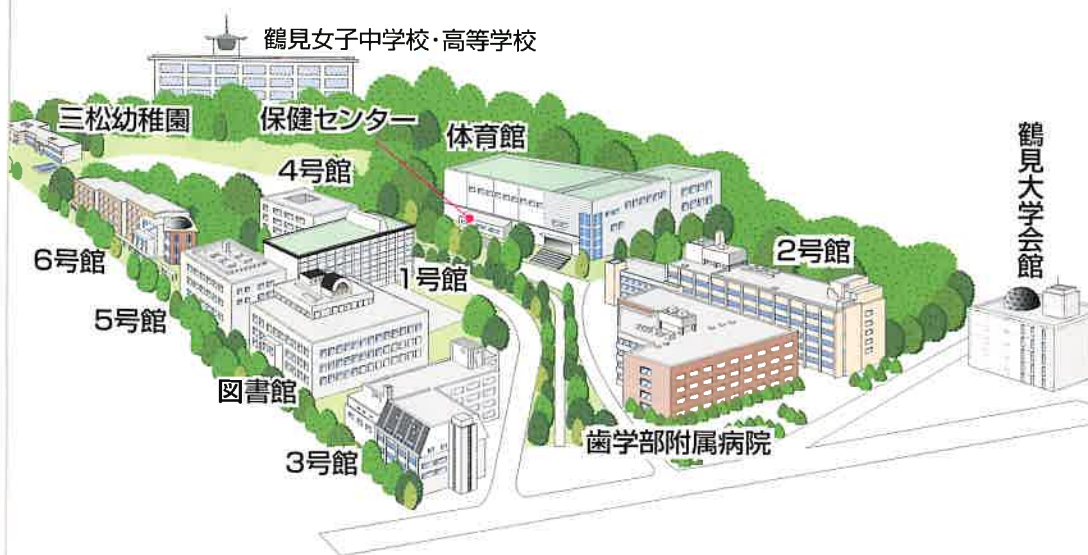 鶴見女子中学校・高等学校
三松幼稚園
保健センター
体育館
4号館
鶴見大学会館
2号館
6号館
1号館
5号館
図書館
歯学部附属病院
3号館